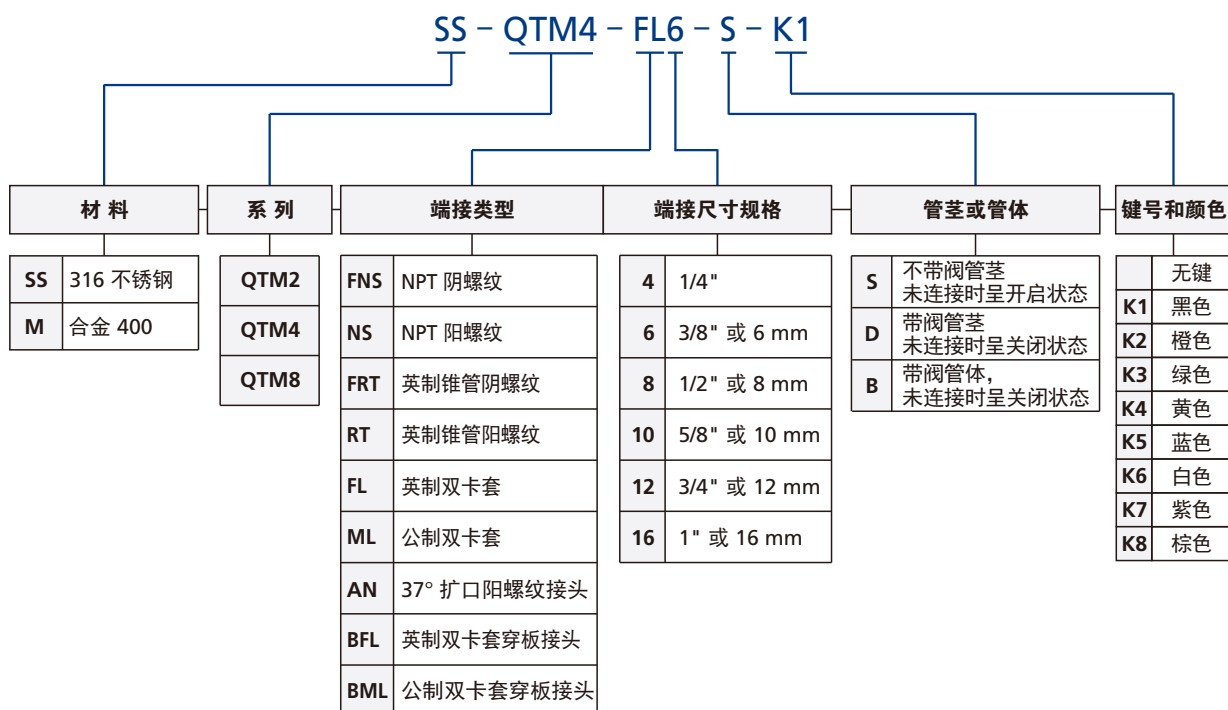 SS – QTM4 – FL6 – S – K1
材 料
SS 316 不锈钢
M 合金 400
系 列
QTM2
QTM4
QTM8
端接类型
FNS NPT 阴螺纹
NS NPT 阳螺纹
FRT 英制锥管阴螺纹
RT 英制锥管阳螺纹
FL 英制双卡套
ML 公制双卡套
AN 37° 扩口阳螺纹接头
BFL 英制双卡套穿板接头
BML 公制双卡套穿板接头
端接尺寸规格
4 1/4"
6 3/8" 或 6 mm
8 1/2" 或 8 mm
10 5/8" 或 10 mm
12 3/4" 或 12 mm
16 1" 或 16 mm
管茎或管体
S 不带阀管茎
未连接时呈开启状态
D 带阀管茎
未连接时呈关闭状态
B 带阀管体，
未连接时呈关闭状态
键号和颜色
无键
K1 黑色
K2 橙色
K3 绿色
K4 黄色
K5 蓝色
K6 白色
K7 紫色
K8 棕色